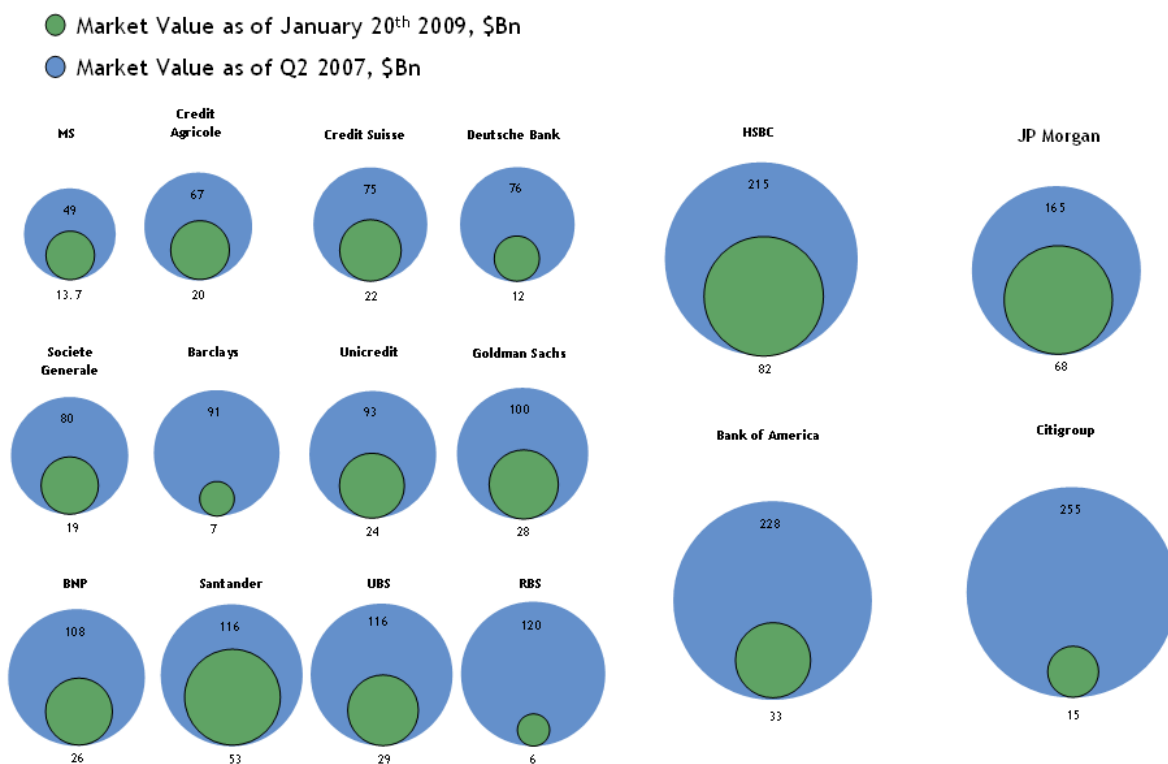 Market Value as of January 20th 2009, $Bn
Market Value as of Q2 2007, $Bn
MS
49
13.7
Credit
Agricole
67
20
Credit Suisse
75
22
Deutsche Bank
76
12
HSBC
215
82
JP Morgan
165
68
Societe
Generale
80
19
Barclays
91
7
Unicredit
93
24
Goldman Sachs
100
28
Bank of America
228
33
Citigroup
255
15
BNP
108
26
Santander
116
53
UBS
116
29
RBS
120
6